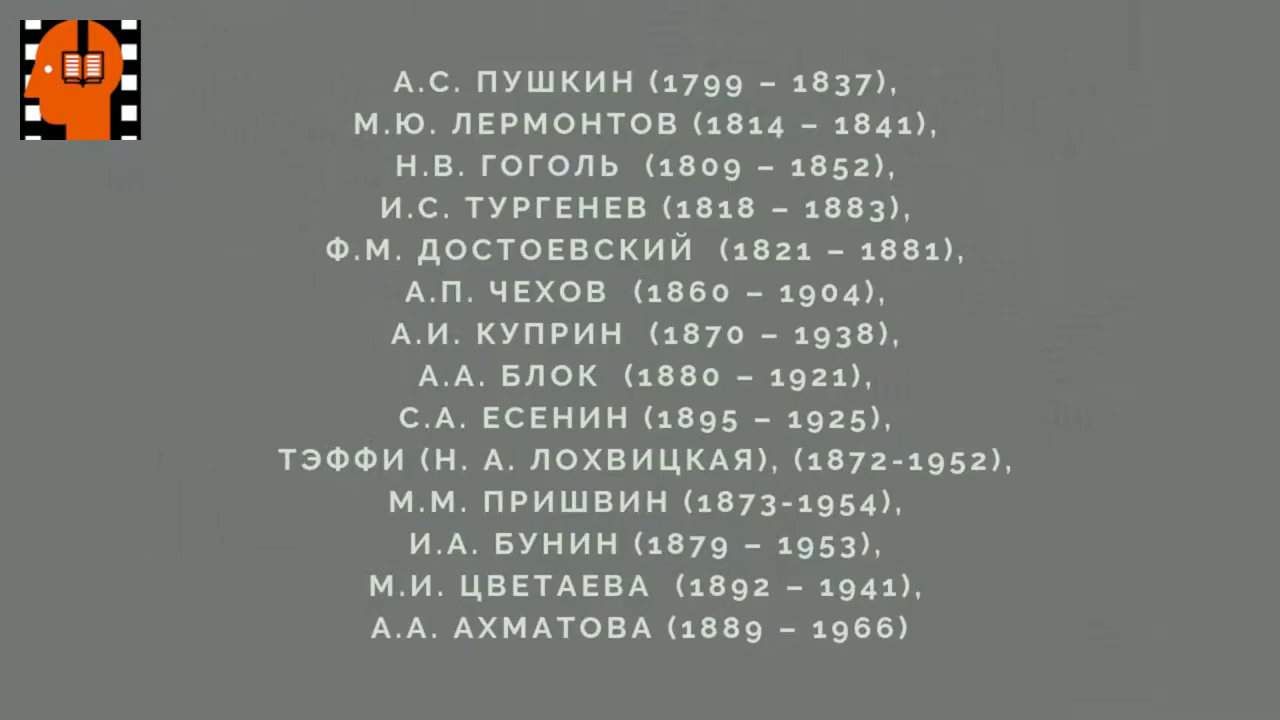 А.С. ПУШКИН (1799 – 1837),
М.Ю. ЛЕРМОНТОВ (1814 – 1841),
Н.В. ГОГОЛЬ (1809 – 1852),
И.С. ТУРГЕНЕВ (1818 – 1883),
Ф.М. ДОСТОЕВСКИЙ (1821 – 1881),
А.П. ЧЕХОВ (1860 – 1904),
А.И. КУПРИН (1870 – 1938),
А.А. БЛОК (1880 – 1921),
С.А. ЕСЕНИН (1895 – 1925),
ТЭФФИ (Н. А. ЛОХВИЦКАЯ), (1872-1952),
М.М. ПРИШВИН (1873-1954),
И.А. БУНИН (1879 – 1953),
М.И. ЦВЕТАЕВА (1892 – 1941),
А.А. АХМАТОВА (1889 – 1966)